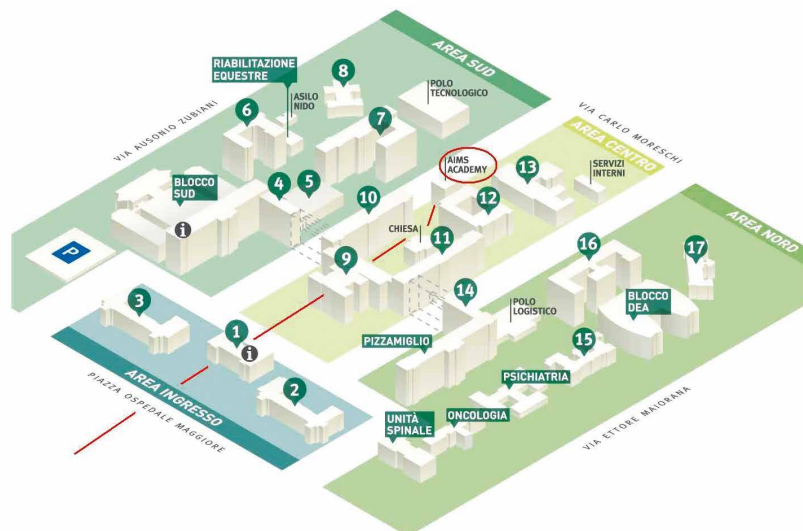 AREA SUD
RIABILITAZIONE
EQUESTRE
8
ASILO
NIDO
POLO
TECNOLOGICO
VIA AUSONIO ZUBIANI
6
7
VIA CARLO MORESCHI
AREA CENTRO
AIMS
ACADEMY
13
SERVIZI
INTERNI
BLOCCO
SUD
4
5
10
12
i
CHIESA
11
AREA NORD
P
9
16
17
3
14
POLO
LOGISTICO
BLOCCO
DEA
1
i
PIZZAMIGLIO
15
2
PSICHIATRIA
AREA INGRESSO
PIAZZA OSPEDALE MAGGIORE
UNITÀ
SPINALE
ONCOLOGIA
VIA ETTORE MAIORANA